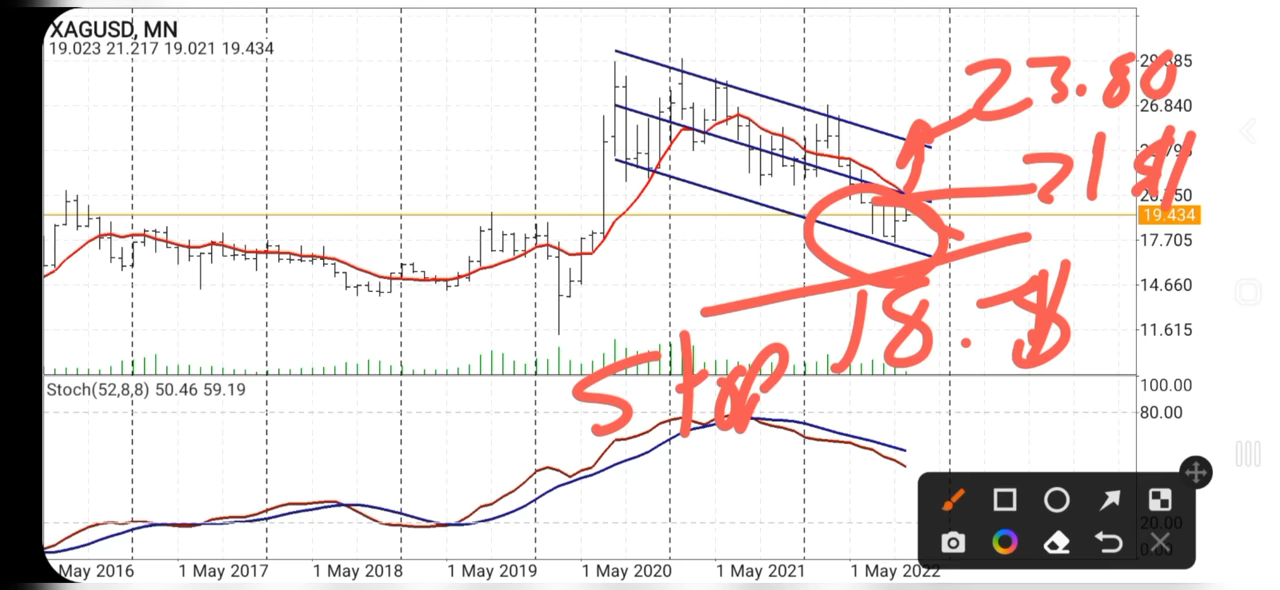 XAGUSD, MN
19.023 21.217 19.021 19.434
23.80
26.840
21
19.434
17.705
14.660
18.
11.615
Stop
Stoch(52,8,8) 50.46 59.19
100.00
80.00
20.00
May 2016 1 May 2017 1 May 2018 1 May 2019 1 May 2020 1 May 2021 1 May 2022